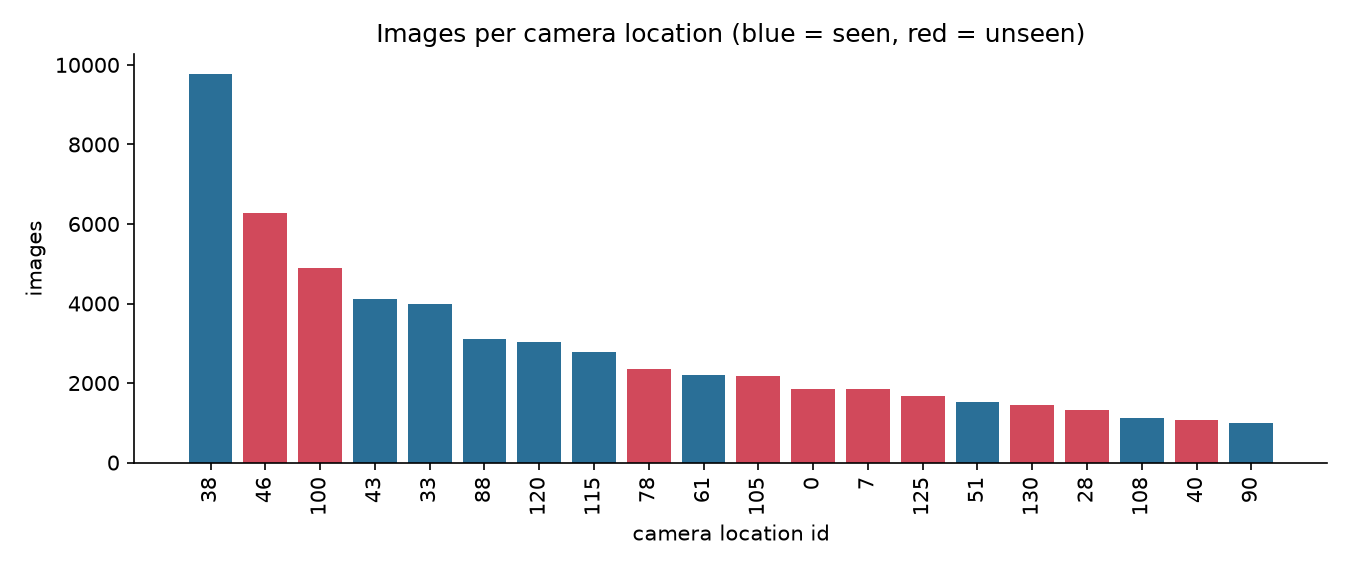 Images per camera location (blue = seen, red = unseen)
images
10000
8000
6000
4000
2000
0
38 46 100 43 33 88 120 115 78 61 105 0 7 125 51 130 28 108 40 90
camera location id